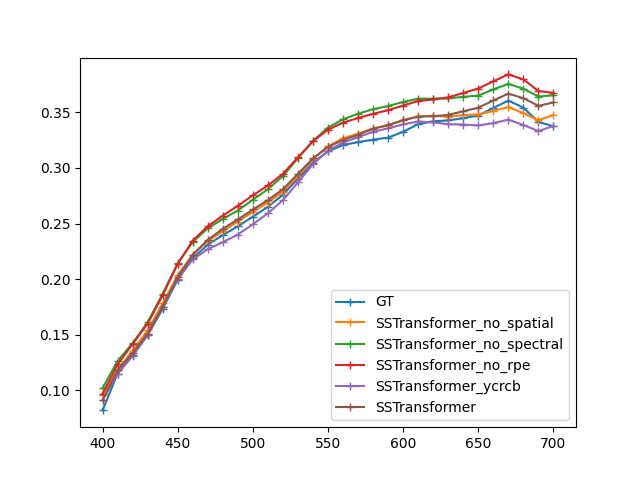 0.35
0.30
0.25
0.20
0.15
0.10
GT
SSTransformer_no_spatial
SSTransformer_no_spectral
SSTransformer_no_rpe
SSTransformer_ycrcb
SSTransformer
400 450 500 550 600 650 700